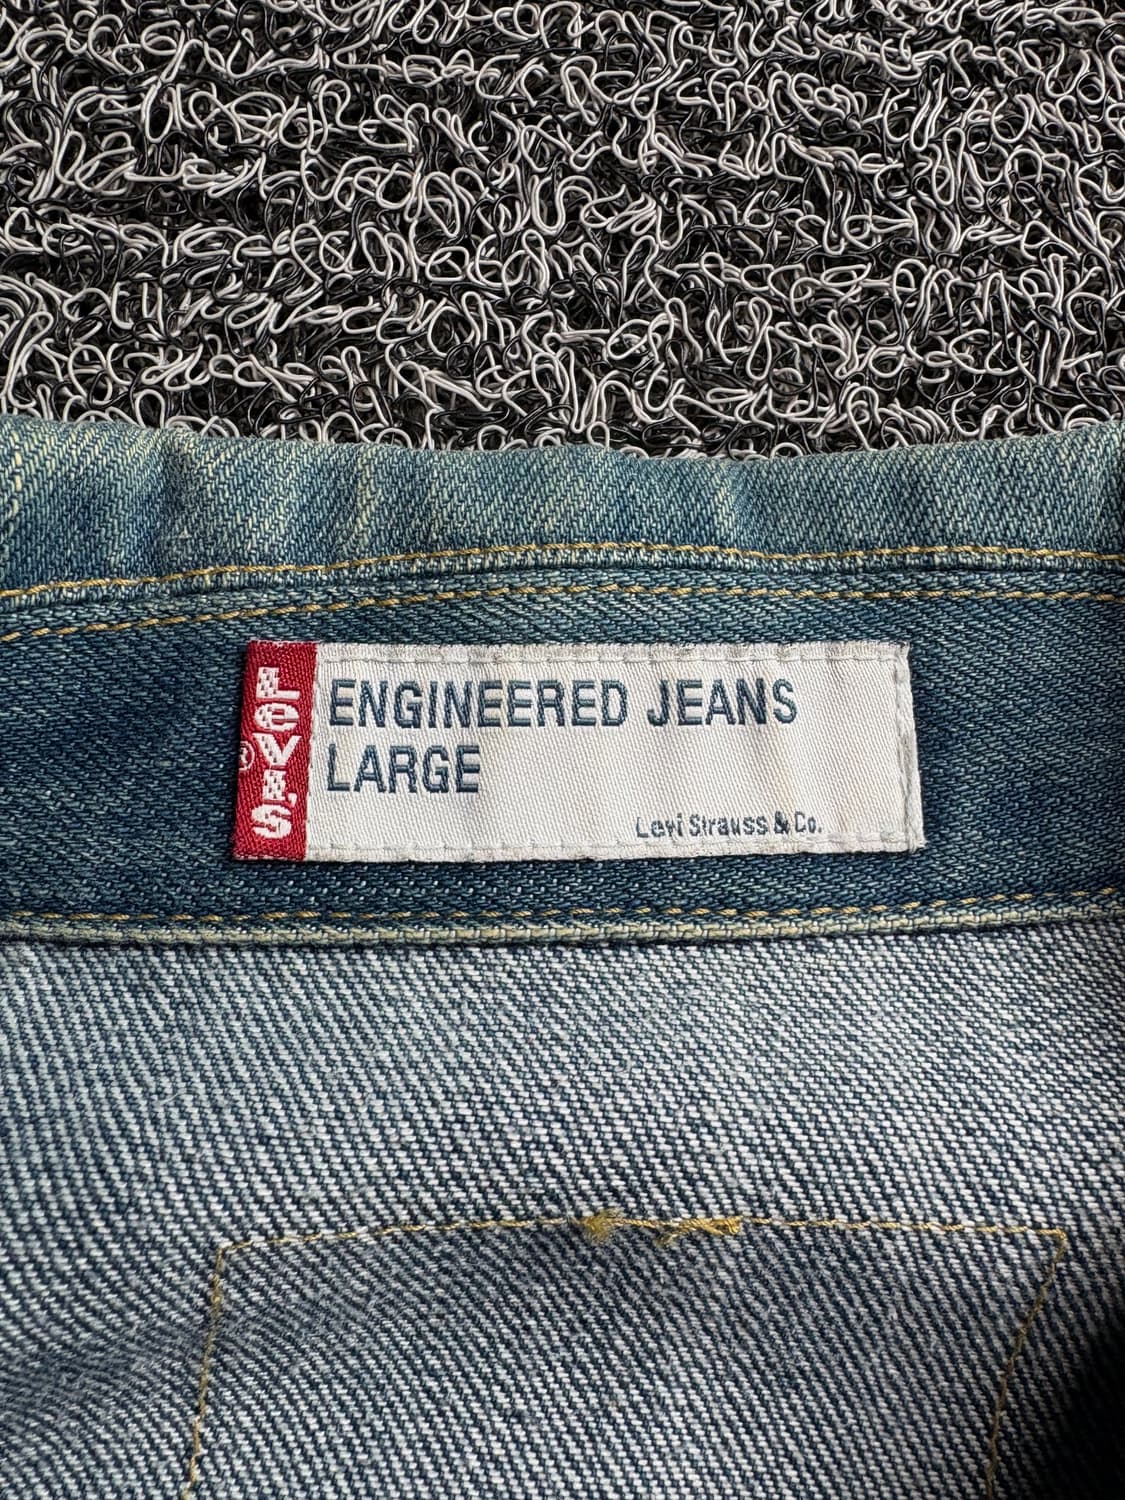 LEVI'S
®
ENGINEERED JEANS
LARGE
Levi Strauss & Co.